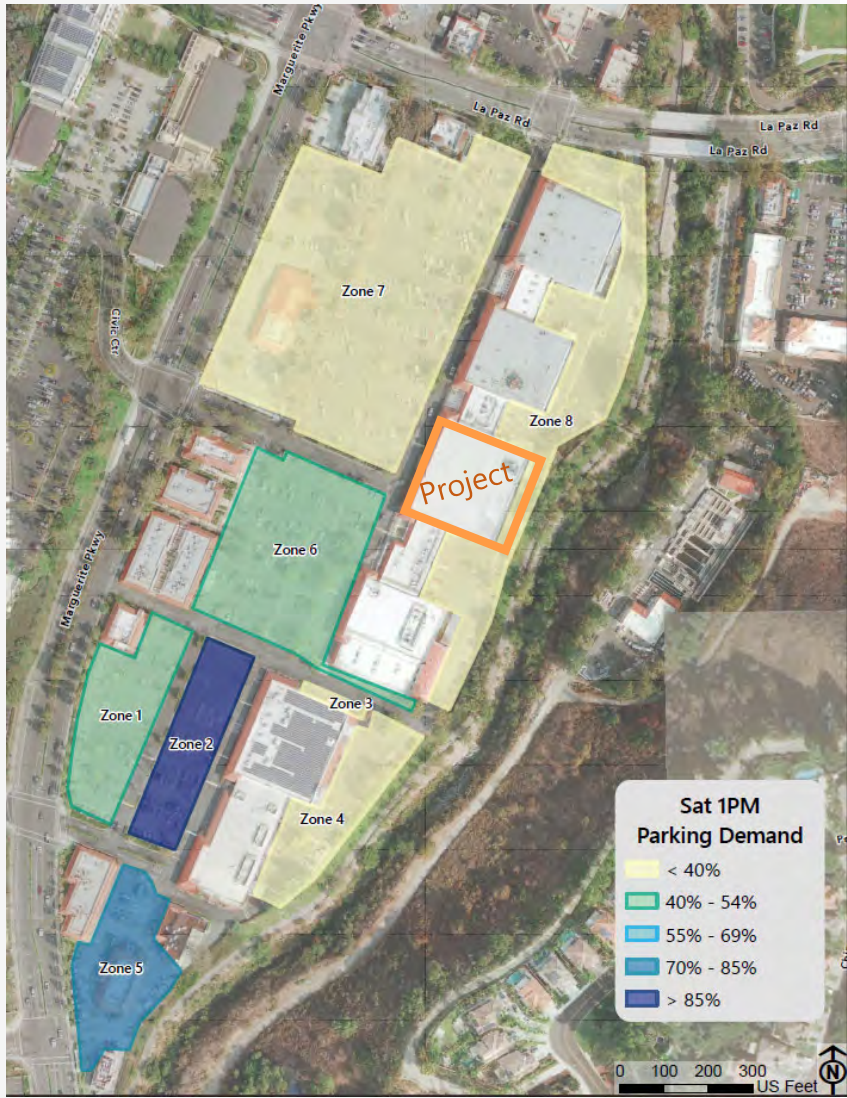 Marguerite Pkwy
La Paz Rd
La Paz Rd
La Paz Rd
Zone 7
Civic Ctr
Zone 8
Project
Zone 6
Marguerite Pkwy
Zone 3
Zone 1
Zone 2
Zone 4
Zone 5
Sat 1PM
Parking Demand
< 40%
40% - 54%
55% - 69%
70% - 85%
> 85%
0 100 200 300
US Feet
N